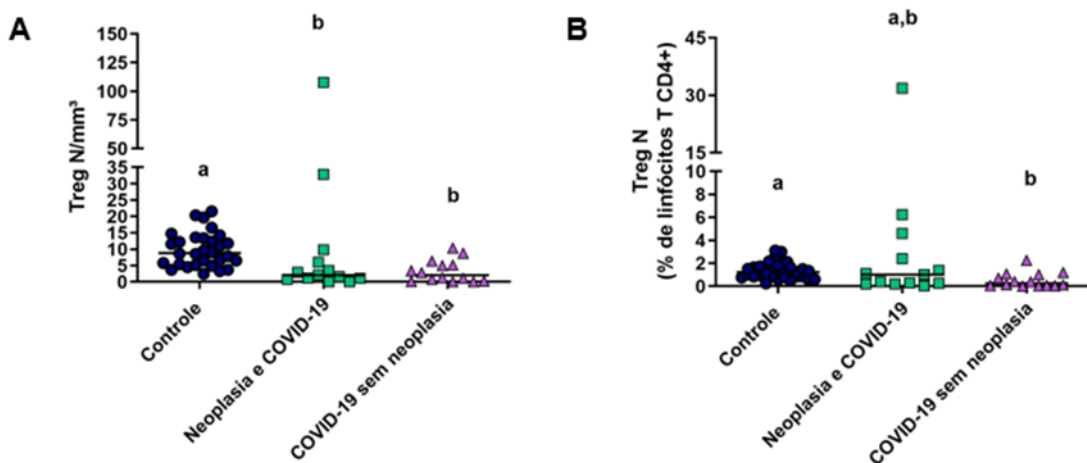 A
b
Treg N/mm³
150
125
100
75
50
35
25
20
15
10
5
0
a
b
Controle
Neoplasia e COVID-19
COVID-19 sem neoplasia
B
a,b
Treg N
(% de linfócitos T CD4+)
45
30
15
10
8
6
4
2
0
a
b
Controle
Neoplasia e COVID-19
COVID-19 sem neoplasia